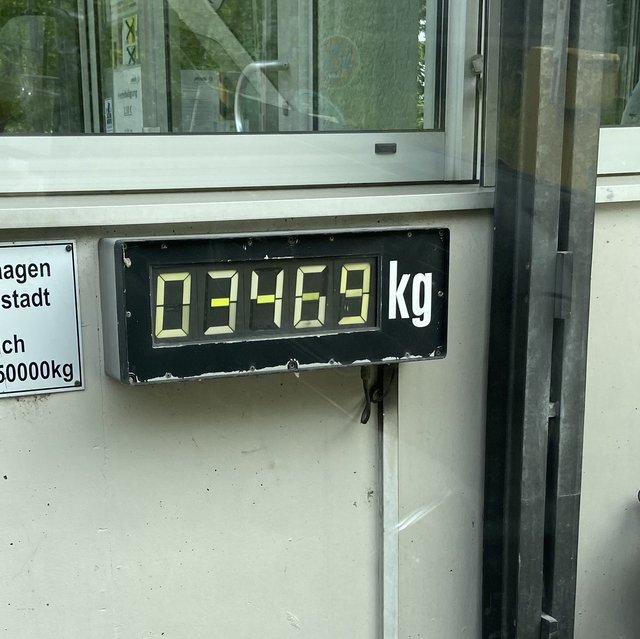 agen
stadt
ch
50000kg
03469 kg